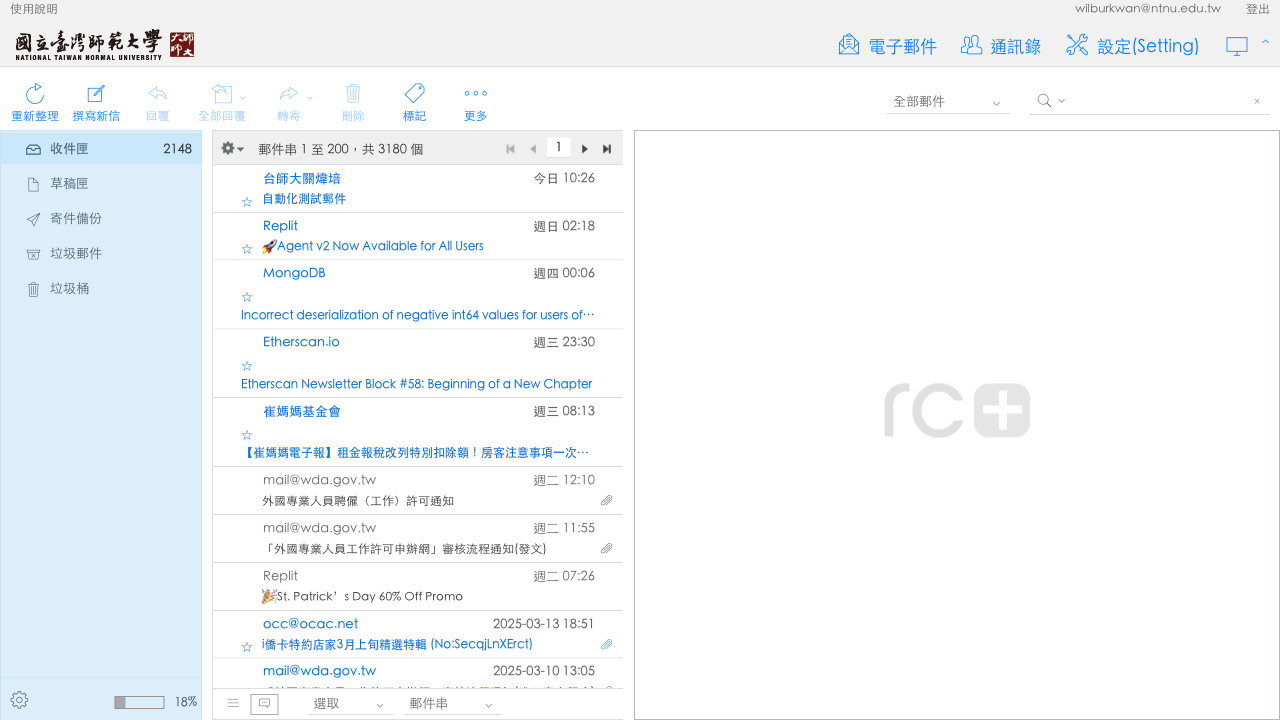 使用說明
wilburkwan@ntnu.edu.tw 登出
國立臺灣師範大學
NATIONAL TAIWAN NORMAL UNIVERSITY
大師
師大
電子郵件 通訊錄 設定(Setting)
重新整理 撰寫新信 回覆 全部回覆 轉寄 刪除 標記 更多
全部郵件
收件匣 2148
草稿匣
寄件備份
垃圾郵件
垃圾桶
郵件串 1 至 200，共 3180 個 1
台師大關煒培 今日 10:26
自動化測試郵件
Replit 週日 02:18
🚀Agent v2 Now Available for All Users
MongoDB 週四 00:06
Incorrect deserialization of negative int64 values for users of…
Etherscan.io 週三 23:30
Etherscan Newsletter Block #58: Beginning of a New Chapter
崔媽媽基金會 週三 08:13
【崔媽媽電子報】租金報稅改列特別扣除額！房客注意事項一次…
mail@wda.gov.tw 週二 12:10
外國專業人員聘僱（工作）許可通知
mail@wda.gov.tw 週二 11:55
「外國專業人員工作許可申辦網」審核流程通知(發文)
Replit 週二 07:26
🎉St. Patrick’s Day 60% Off Promo
occ@ocac.net 2025-03-13 18:51
i僑卡特約店家3月上旬精選特輯 (No:SecqjLnXErct)
mail@wda.gov.tw 2025-03-10 13:05
選取 郵件串
18%
rc+